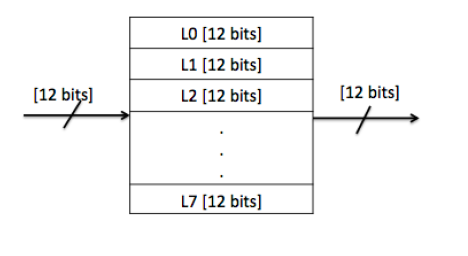 L0 [12 bits]
L1 [12 bits]
[12 bits]
L2 [12 bits]
[12 bits]
.
.
.
L7 [12 bits]